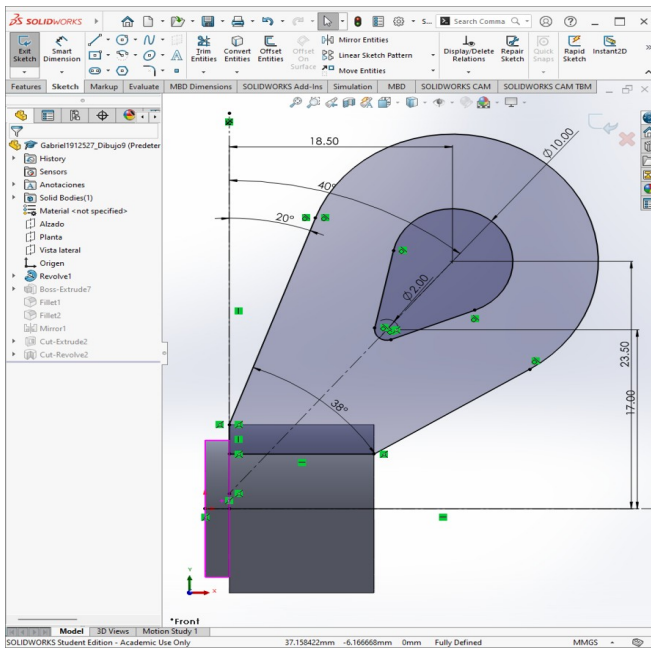 3S SOLIDWORKS
S...
Search Comma
Exit Sketch
Smart Dimension
Trim Entities
Convert Entities
Offset Entities
Offset On Surface
Mirror Entities
Linear Sketch Pattern
Move Entities
Display/Delete Relations
Repair Sketch
Quick Snaps
Rapid Sketch
Instant2D
Features Sketch Markup Evaluate MBD Dimensions SOLIDWORKS Add-Ins Simulation MBD SOLIDWORKS CAM SOLIDWORKS CAM TBM
Gabriel1912527_Dibujo9 (Predeter
History
Sensors
Anotaciones
Solid Bodies(1)
Material <not specified>
Alzado
Planta
Vista lateral
Origen
Revolve1
Boss-Extrude7
Fillet1
Fillet2
Mirror1
Cut-Extrude2
Cut-Revolve2
18.50
∅10.00
40°
20°
∅2.00
23.50
17.00
38°
Y
X
*Front
Model 3D Views Motion Study 1
SOLIDWORKS Student Edition - Academic Use Only 37.158422mm -6.166668mm 0mm Fully Defined MMGS